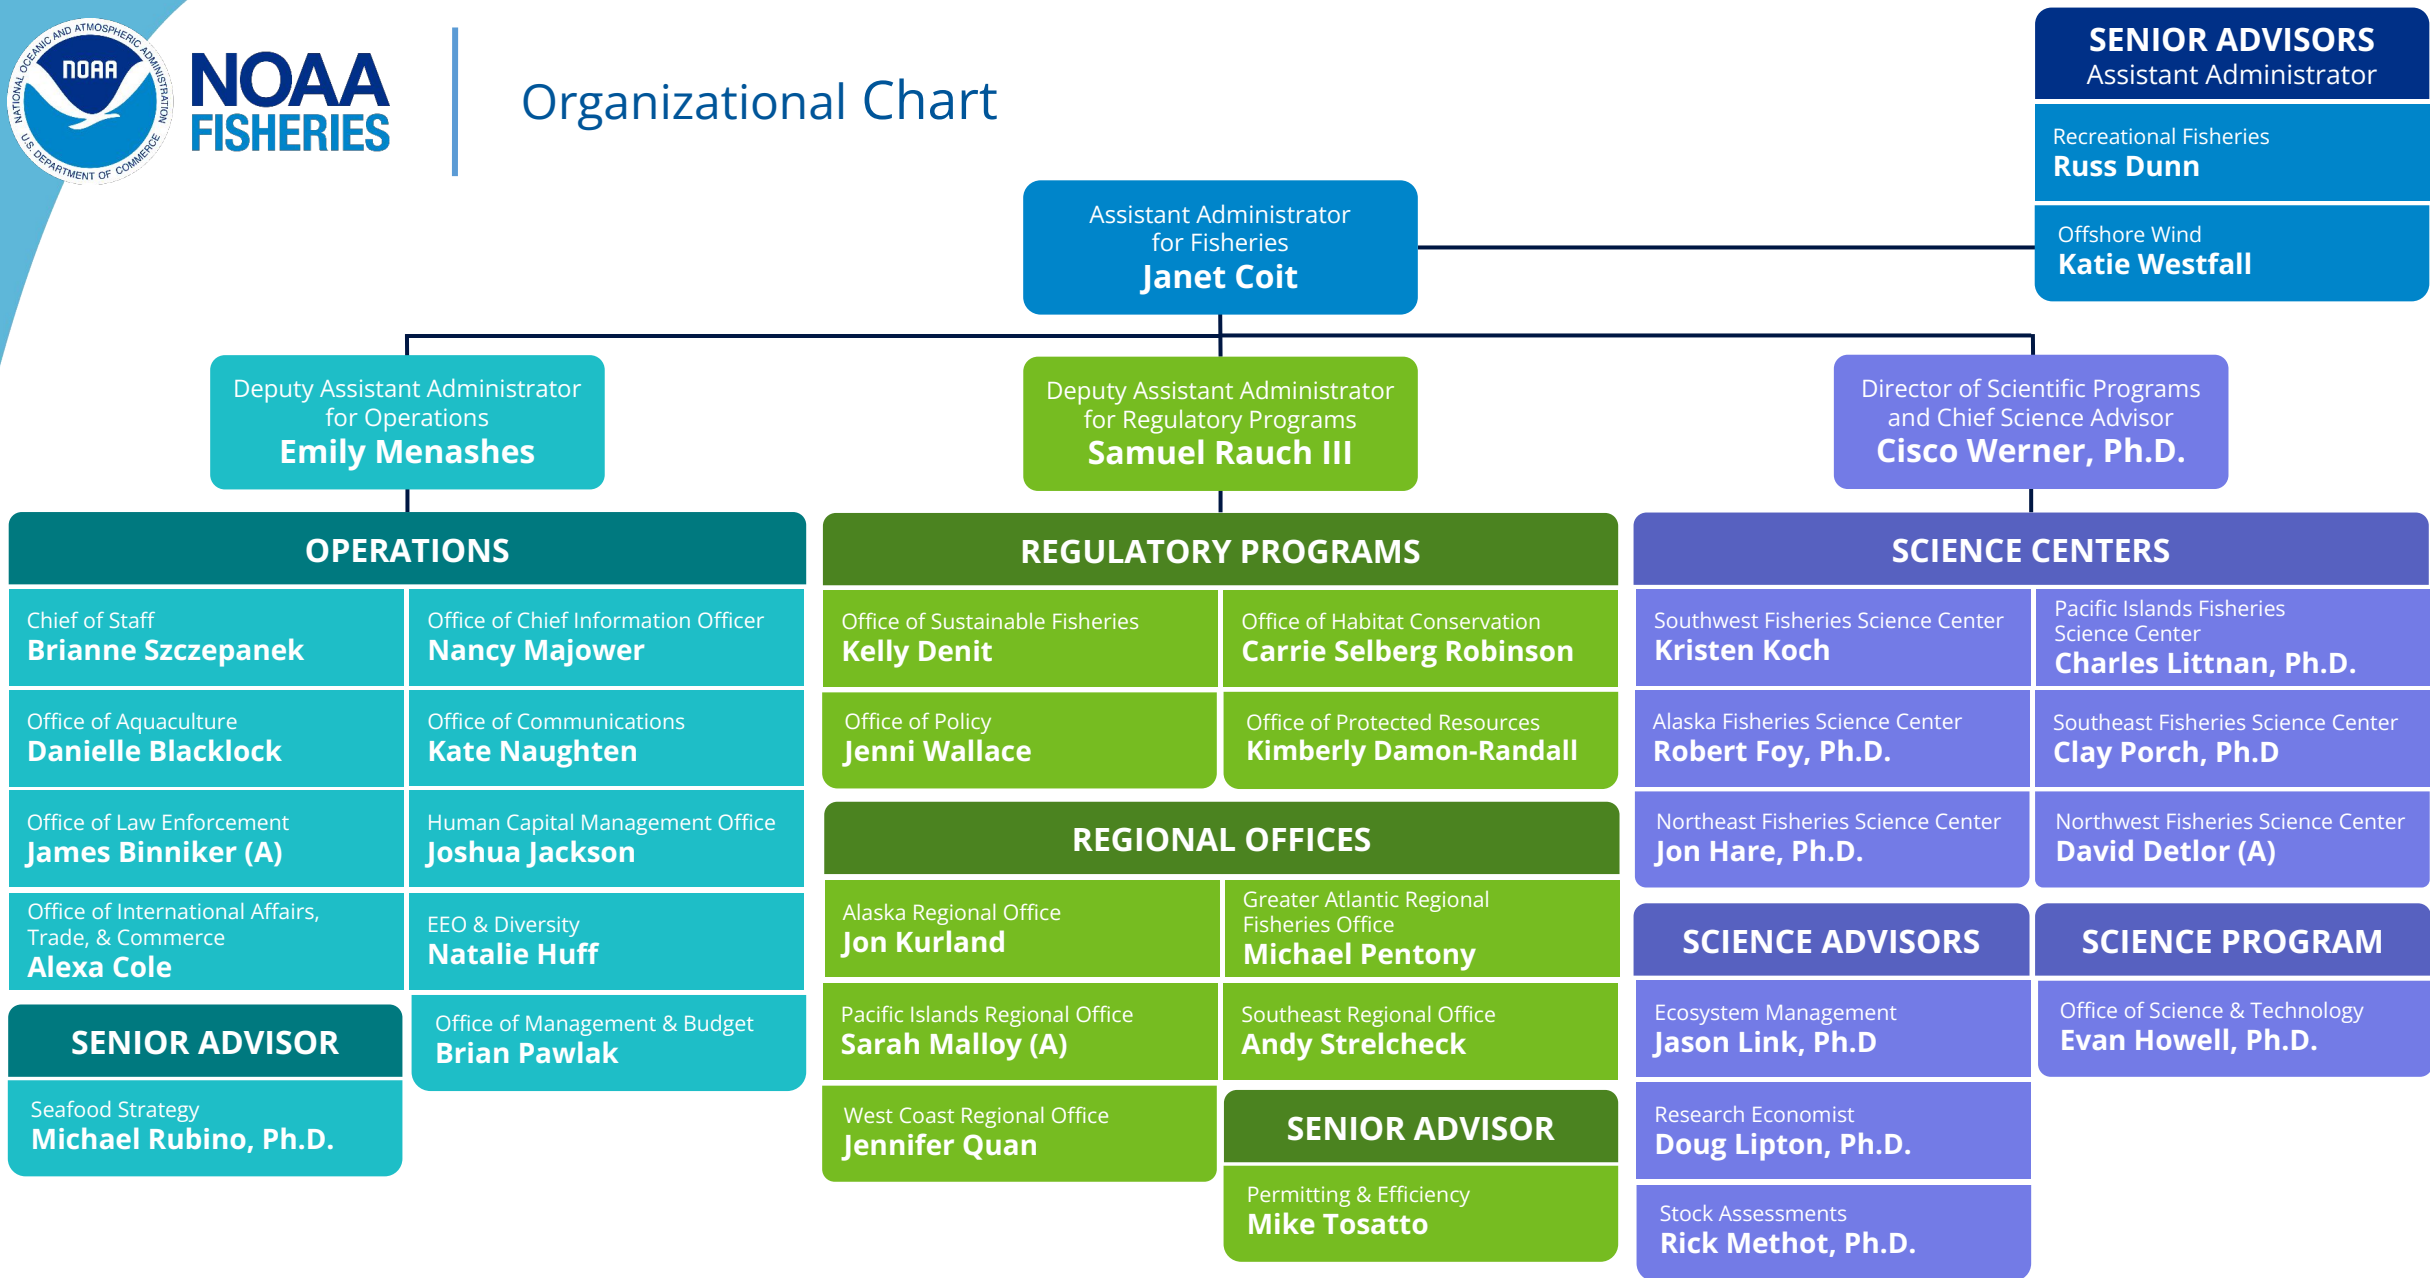 NATIONAL OCEANIC AND ATMOSPHERIC ADMINISTRATION
U.S. DEPARTMENT OF COMMERCE
NOAA
NOAA
FISHERIES
Organizational Chart
SENIOR ADVISORS
Assistant Administrator
Recreational Fisheries
Russ Dunn
Offshore Wind
Katie Westfall
Assistant Administrator
for Fisheries
Janet Coit
Deputy Assistant Administrator
for Operations
Emily Menashes
Deputy Assistant Administrator
for Regulatory Programs
Samuel Rauch III
Director of Scientific Programs
and Chief Science Advisor
Cisco Werner, Ph.D.
OPERATIONS
Chief of Staff
Brianne Szczepanek
Office of Chief Information Officer
Nancy Majower
Office of Aquaculture
Danielle Blacklock
Office of Communications
Kate Naughten
Office of Law Enforcement
James Binniker (A)
Human Capital Management Office
Joshua Jackson
Office of International Affairs,
Trade, & Commerce
Alexa Cole
EEO & Diversity
Natalie Huff
SENIOR ADVISOR
Seafood Strategy
Michael Rubino, Ph.D.
Office of Management & Budget
Brian Pawlak
REGULATORY PROGRAMS
Office of Sustainable Fisheries
Kelly Denit
Office of Habitat Conservation
Carrie Selberg Robinson
Office of Policy
Jenni Wallace
Office of Protected Resources
Kimberly Damon-Randall
REGIONAL OFFICES
Alaska Regional Office
Jon Kurland
Greater Atlantic Regional
Fisheries Office
Michael Pentony
Pacific Islands Regional Office
Sarah Malloy (A)
Southeast Regional Office
Andy Strelcheck
West Coast Regional Office
Jennifer Quan
SENIOR ADVISOR
Permitting & Efficiency
Mike Tosatto
SCIENCE CENTERS
Southwest Fisheries Science Center
Kristen Koch
Pacific Islands Fisheries
Science Center
Charles Littnan, Ph.D.
Alaska Fisheries Science Center
Robert Foy, Ph.D.
Southeast Fisheries Science Center
Clay Porch, Ph.D
Northeast Fisheries Science Center
Jon Hare, Ph.D.
Northwest Fisheries Science Center
David Detlor (A)
SCIENCE ADVISORS
Ecosystem Management
Jason Link, Ph.D
Research Economist
Doug Lipton, Ph.D.
Stock Assessments
Rick Methot, Ph.D.
SCIENCE PROGRAM
Office of Science & Technology
Evan Howell, Ph.D.